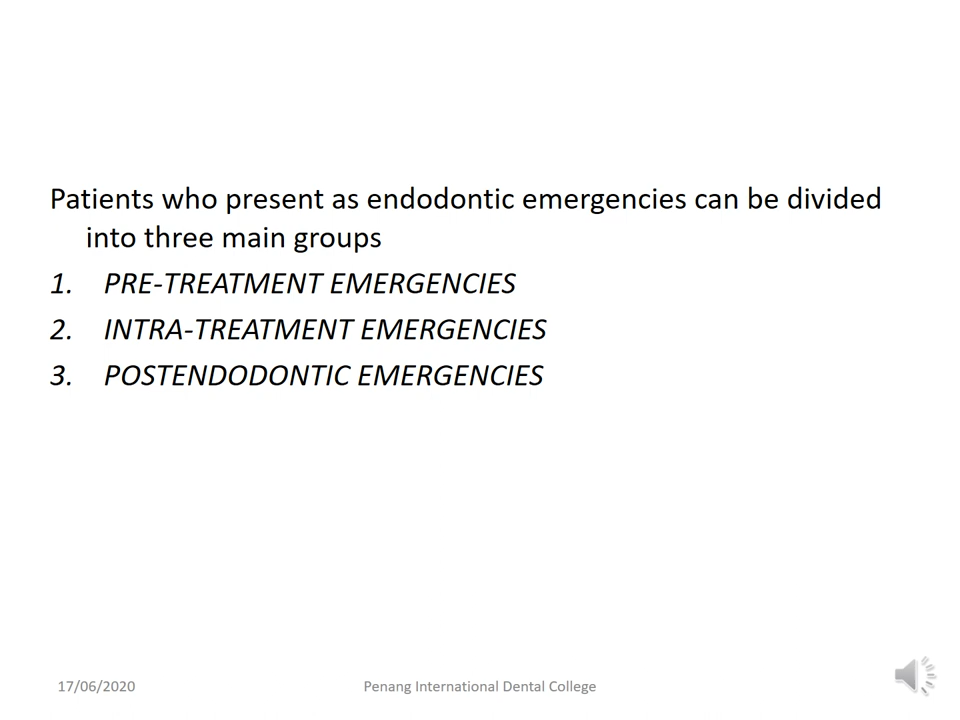 Patients who present as endodontic emergencies can be divided
into three main groups
1. PRE-TREATMENT EMERGENCIES
2. INTRA-TREATMENT EMERGENCIES
3. POSTENDODONTIC EMERGENCIES
17/06/2020 Penang International Dental College